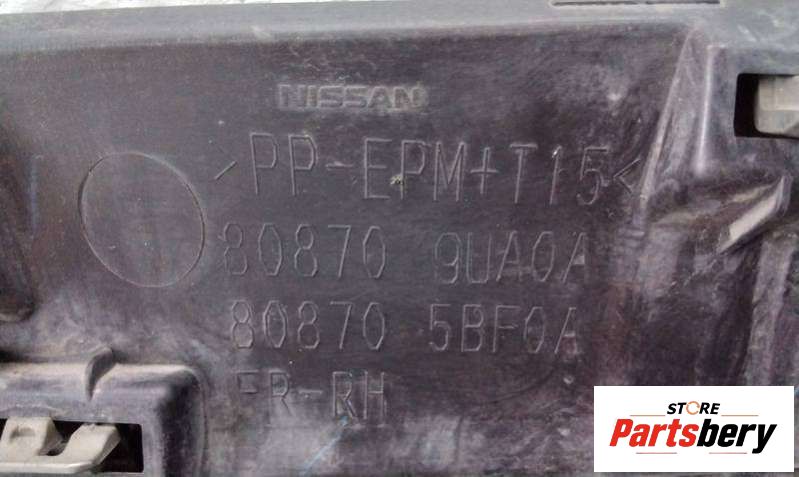 NISSAN
>PP-EPM+T15<
80870 9UA0A
80870 5BF0A
FR-RH
STORE
Partsbery